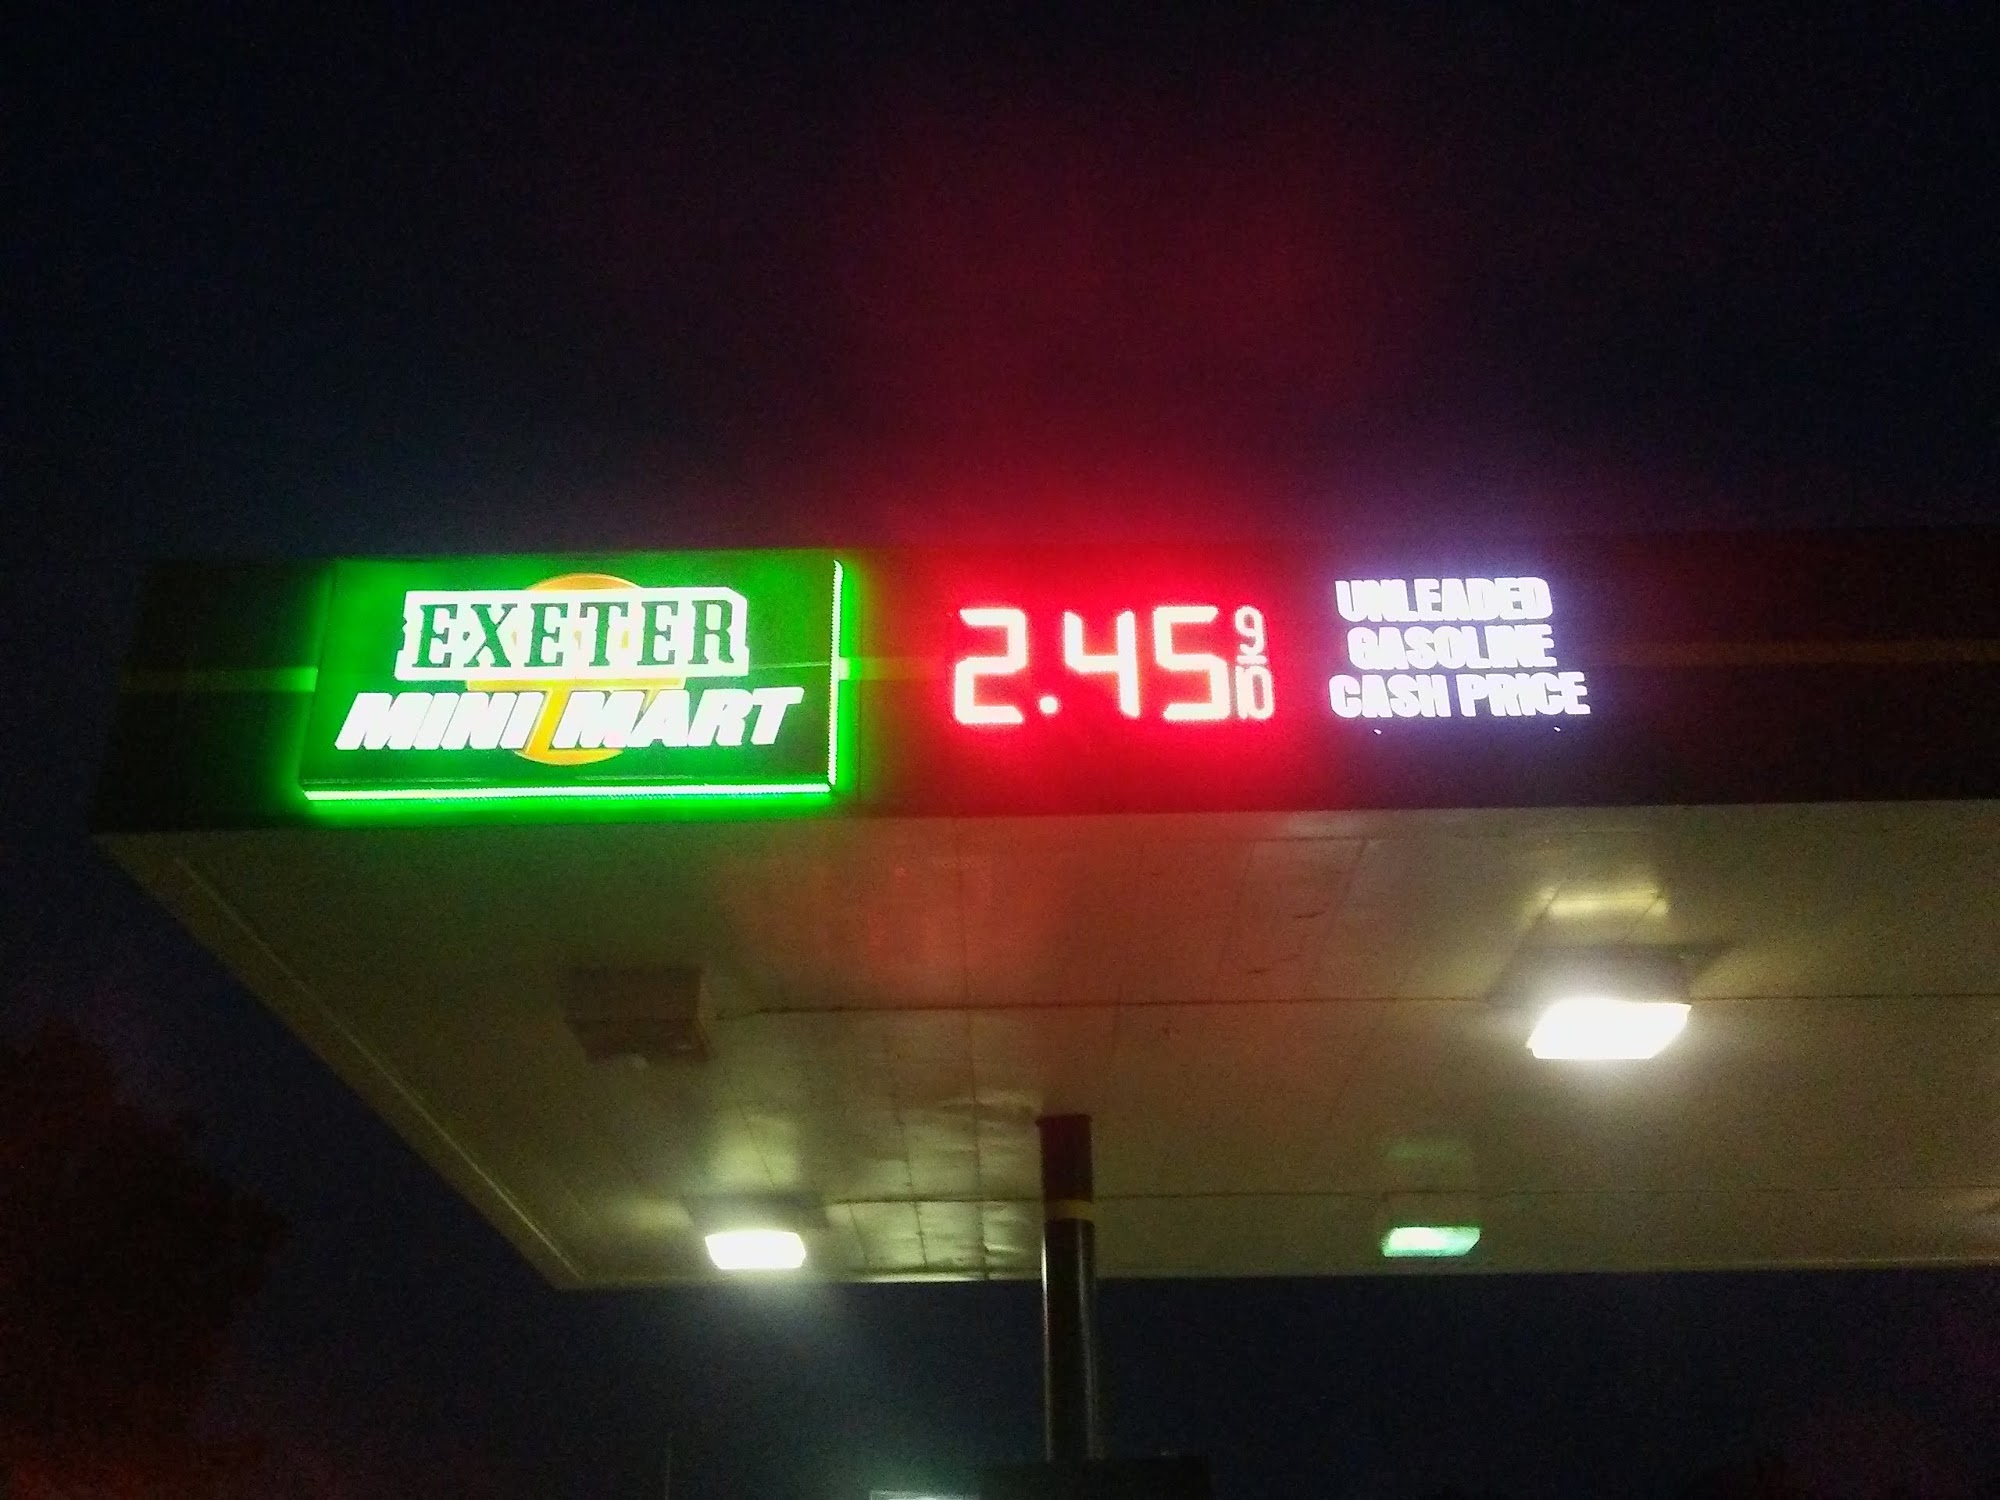 EXETER
MINI MART
2.45 9/10
UNLEADED
GASOLINE
CASH PRICE